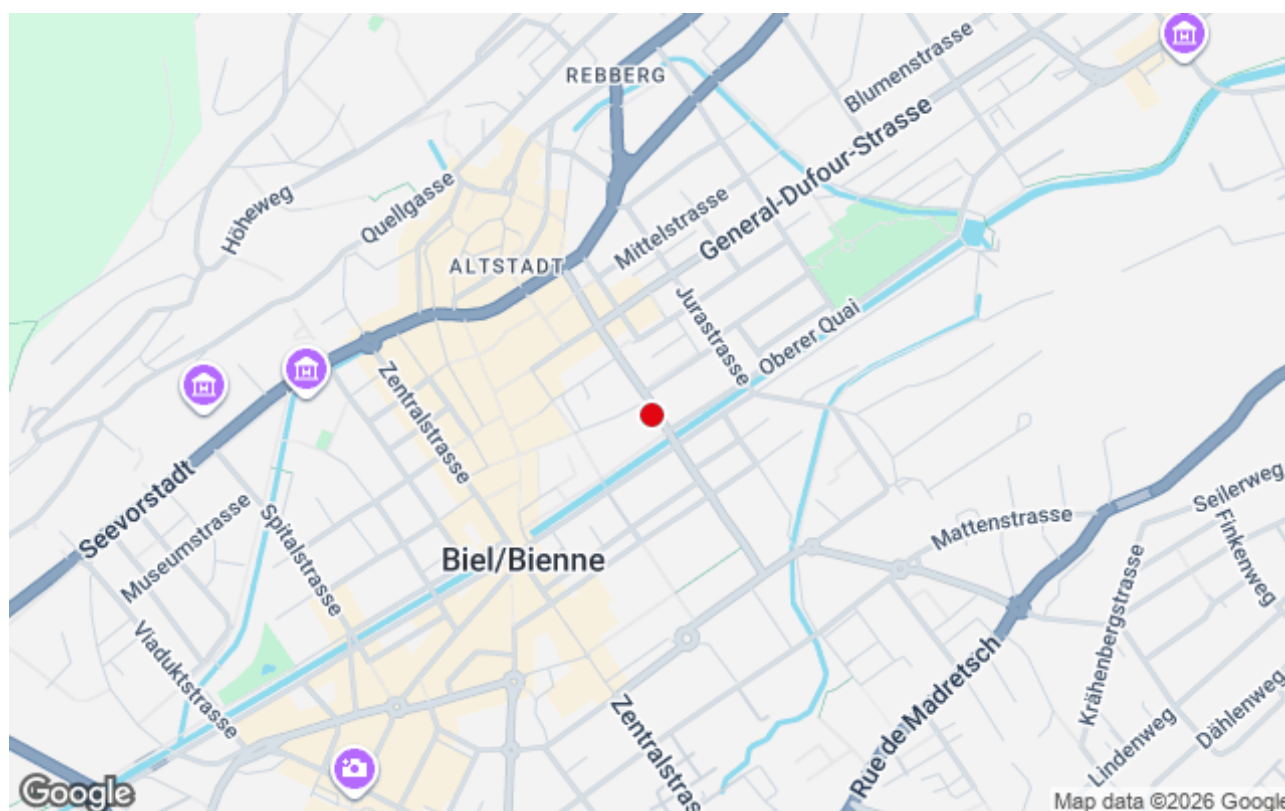 REBBERG
Blumenstrasse
General-Dufour-Strasse
Höheweg
Quellgasse
Mittelstrasse
ALTSTADT
Jurastrasse
Oberer Quai
Zentralstrasse
Seevorstadt
Museumstrasse
Spitalstrasse
Biel/Bienne
Mattenstrasse
Seilerweg
Finkenweg
Viaduktstrasse
Krähenbergstrasse
Rue de Madretsch
Zentralstras
Lindenweg
Dählenweg
Google
Map data ©2026 Google